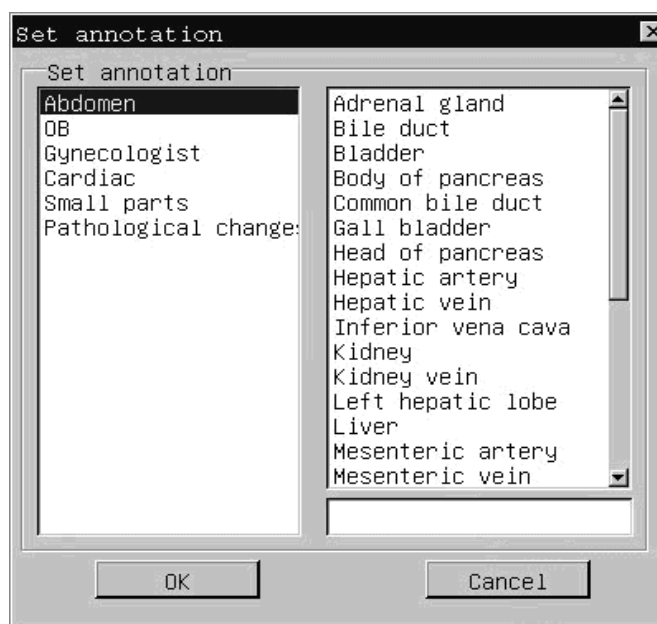 Set annotation
Set annotation
Abdomen
OB
Gynecologist
Cardiac
Small parts
Pathological change
Adrenal gland
Bile duct
Bladder
Body of pancreas
Common bile duct
Gall bladder
Head of pancreas
Hepatic artery
Hepatic vein
Inferior vena cava
Kidney
Kidney vein
Left hepatic lobe
Liver
Mesenteric artery
Mesenteric vein
OK
Cancel